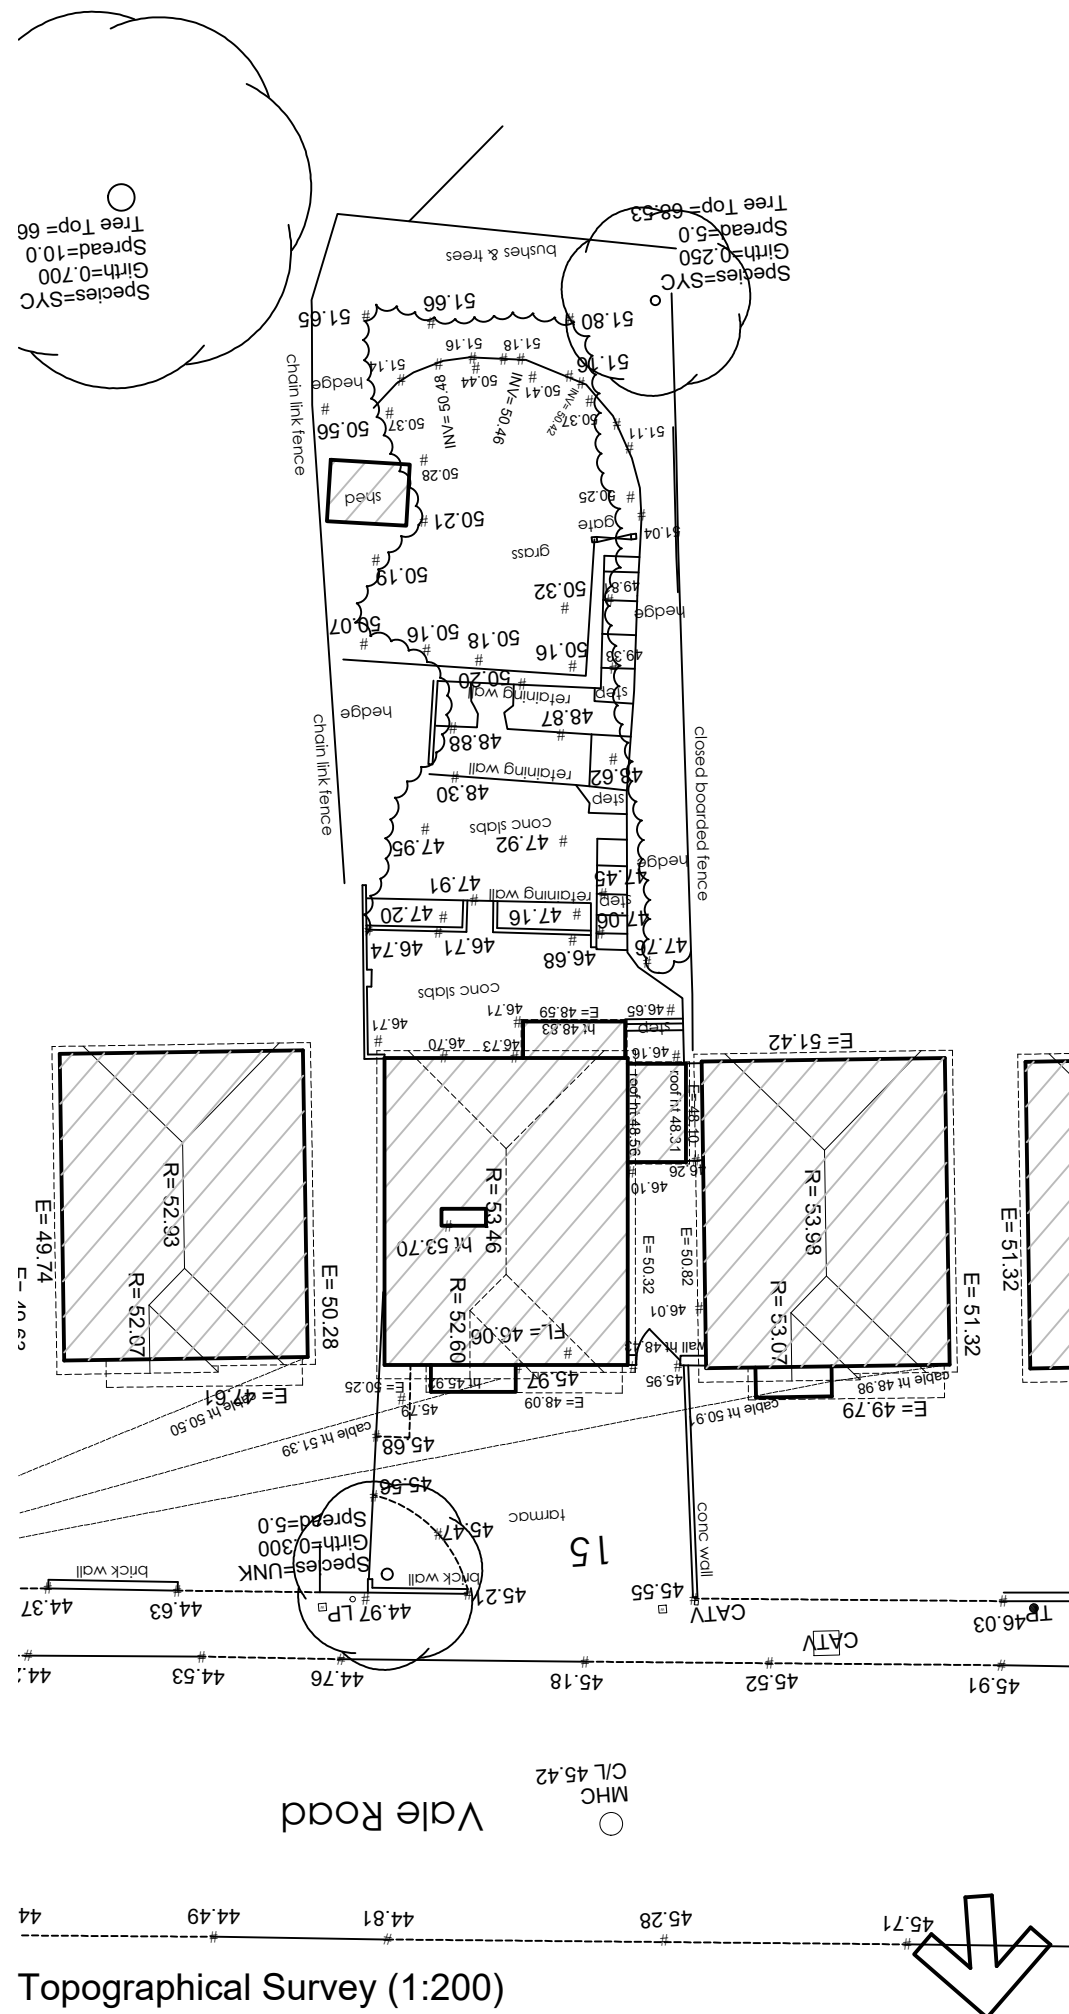 Tree Top= 66
Spread=10.0
Girth=0.700
Species=SYC
Tree Top=68.53
Spread=5.0
Girth=0.250
Species=SYC
bushes & trees
51.65
51.66
51.80
51.14
51.16
51.18
51.16
chain link fence
hedge
50.44
50.41
50.56
50.37
INV= 50.48
INV= 50.46
INV= 50.42
50.37
51.11
50.28
shed
50.25
50.21
gate
51.04
grass
50.19
50.32
49.81
hedge
50.07
50.16
50.18
50.16
49.33
50.20
retaining wall
step
hedge
chain link fence
48.87
48.88
closed boarded fence
retaining wall
48.62
48.30
step
conc slabs
47.95
47.92
hedge
47.91
47.45
retaining wall
step
47.20
47.16
47.06
46.74
46.71
46.68
47.76
conc slabs
46.71
E= 48.59
46.65
46.71
ht 48.83
step
46.70
46.73
46.16
E= 51.42
roof ht 48.56
roof ht 48.31
E= 48.10
46.26
46.10
R= 52.93
R= 53.46
R= 53.98
E= 49.74
ht 53.70
E= 50.32
E= 50.82
E= 51.32
R= 52.07
E= 50.28
R= 52.60
FL= 46.06
46.01
R= 53.07
E= 51.32
wall ht 48.43
E= 47.61
cable ht 50.50
E= 50.25
45.97
45.95
E= 48.09
45.79
cable ht 48.98
E= 49.79
cable ht 51.39
45.68
cable ht 50.91
45.56
tarmac
Spread=5.0
Girth=0.300
Species=UNK
45.47
15
conc wall
brick wall
brick wall
44.37
44.63
44.97
LP
45.21
45.55
CATV
46.03
TP
CATV
44.53
44.76
45.18
45.52
45.91
MHC
C/L 45.42
Vale Road
44
44.49
44.81
45.28
45.71
Topographical Survey (1:200)